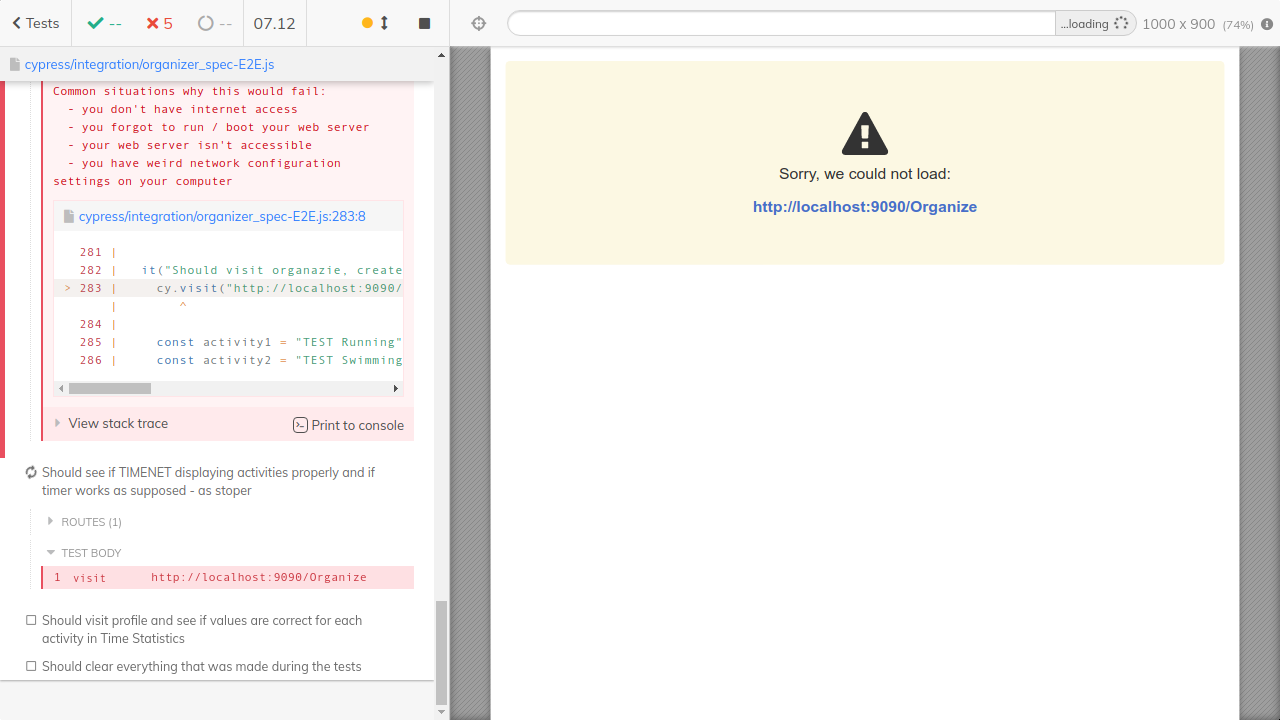 Tests
--
5
--
07.12
...loading
1000 x 900 (74%)
cypress/integration/organizer_spec-E2E.js
Common situations why this would fail:
- you don't have internet access
- you forgot to run / boot your web server
- your web server isn't accessible
- you have weird network configuration
settings on your computer
cypress/integration/organizer_spec-E2E.js:283:8
281 |
282 | it("Should visit organazie, create
> 283 | cy.visit("http://localhost:9090/
| ^
284 |
285 | const activity1 = "TEST Running"
286 | const activity2 = "TEST Swimming
View stack trace
Print to console
Should see if TIMENET displaying activities properly and if
timer works as supposed - as stoper
ROUTES (1)
TEST BODY
1 visit http://localhost:9090/Organize
Should visit profile and see if values are correct for each
activity in Time Statistics
Should clear everything that was made during the tests
Sorry, we could not load:
http://localhost:9090/Organize